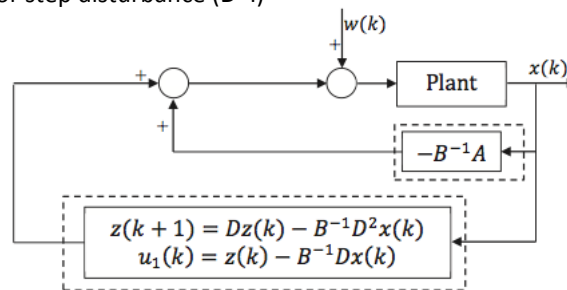 or step disturbance (D=I)
w(k)
+
+
Plant
x(k)
+
−B⁻¹A
z(k + 1) = Dz(k) − B⁻¹D²x(k)
u₁(k) = z(k) − B⁻¹Dx(k)